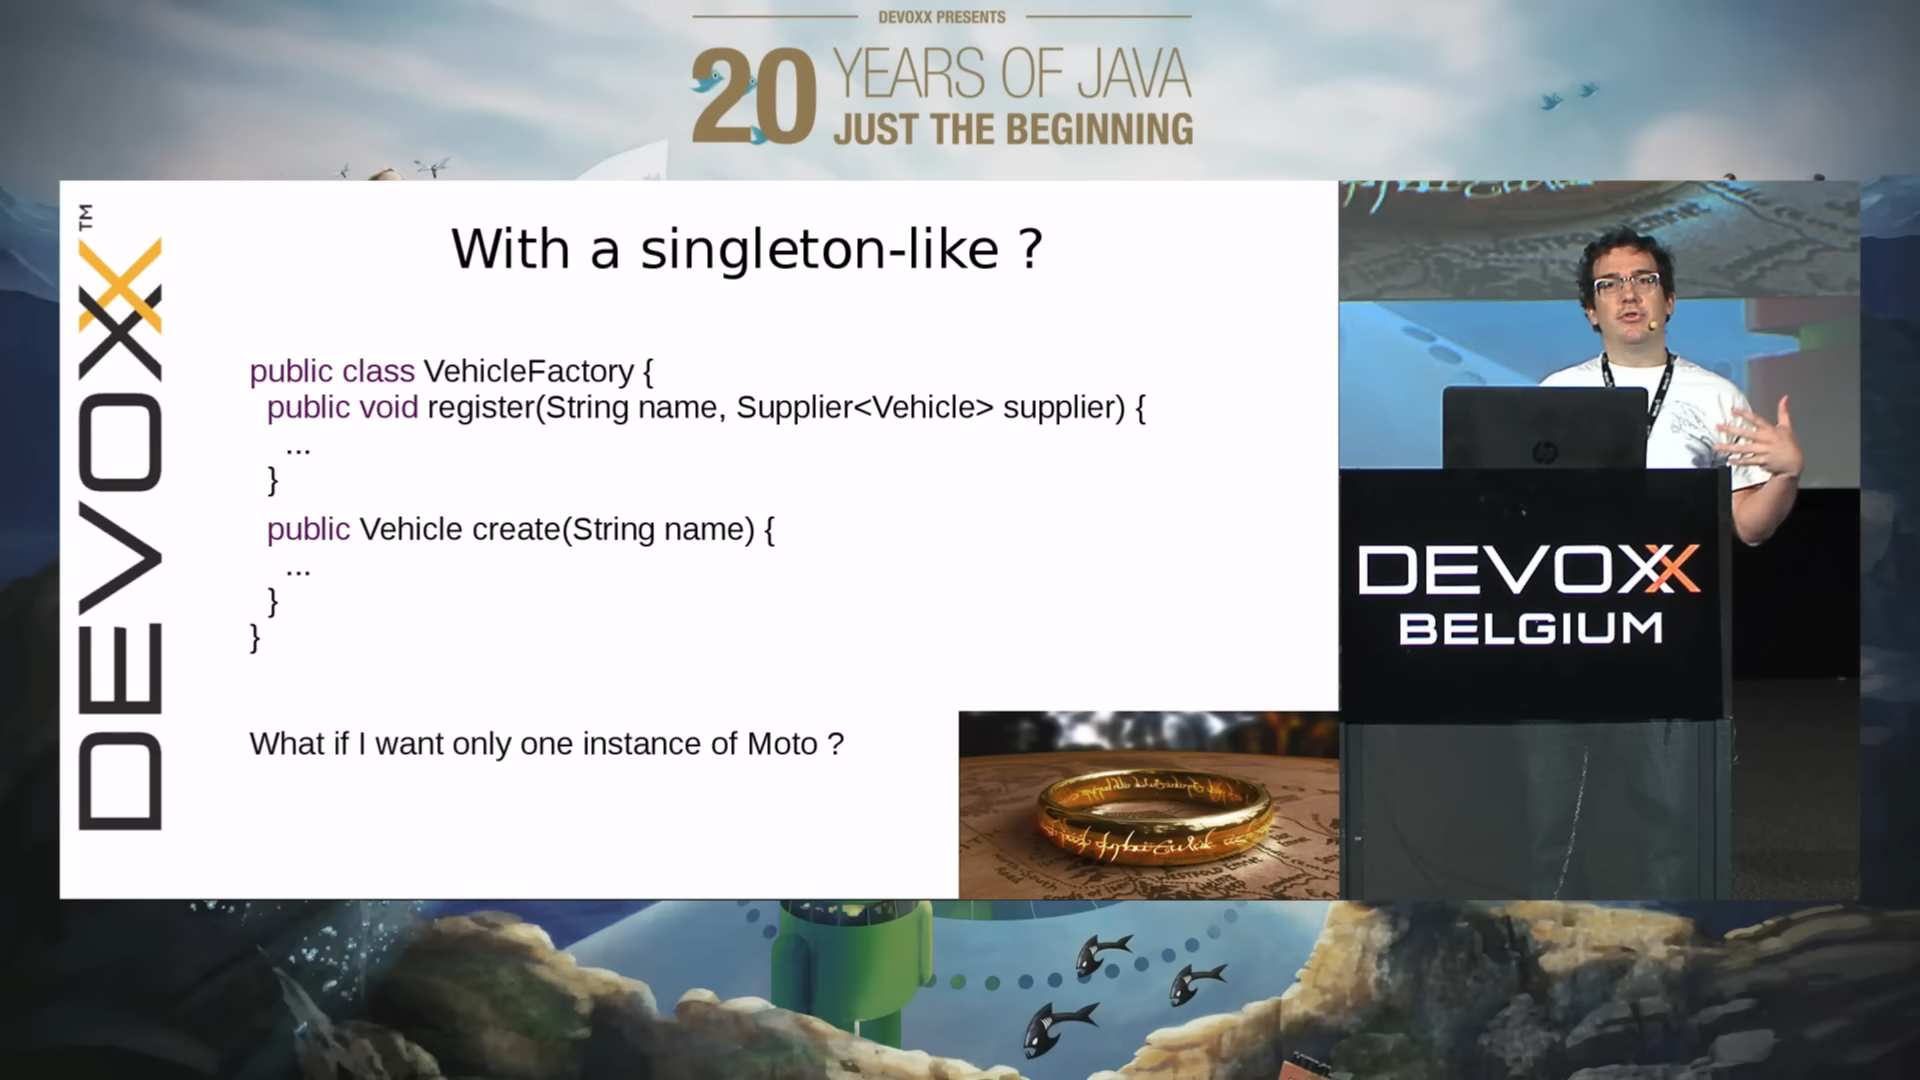 DEVOXX PRESENTS
20 YEARS OF JAVA
JUST THE BEGINNING
DEVOXX™
With a singleton-like ?
public class VehicleFactory {
public void register(String name, Supplier<Vehicle> supplier) {
...
}
public Vehicle create(String name) {
...
}
}
What if I want only one instance of Moto ?
DEVOXX
BELGIUM
hp
WESTFOLD